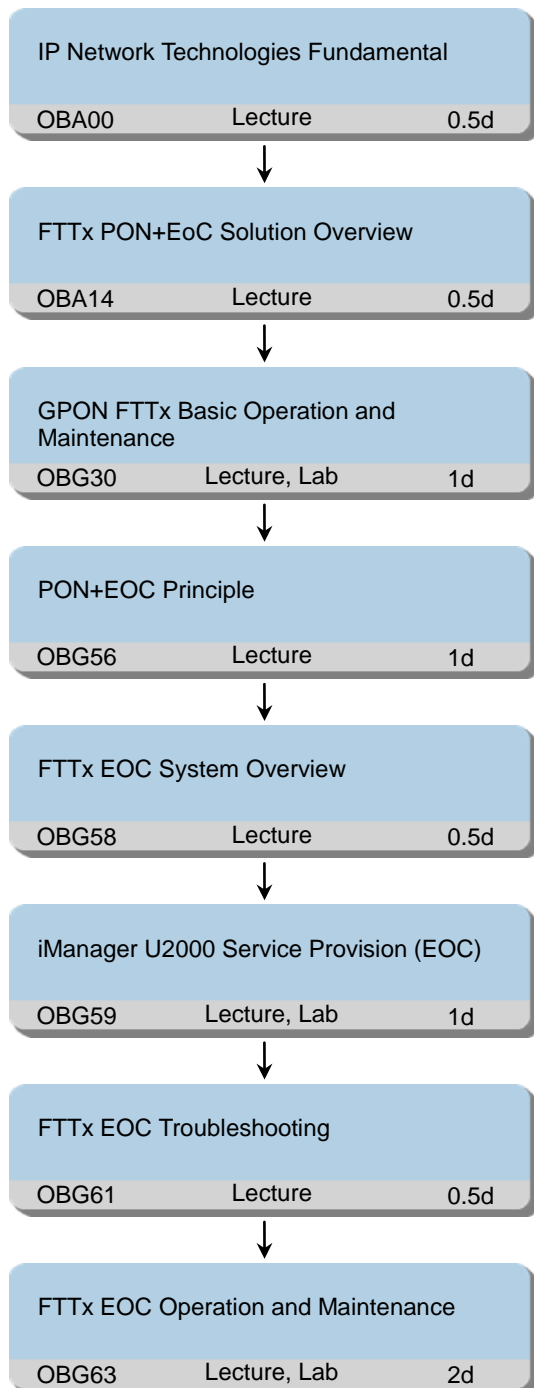 IP Network Technologies Fundamental
OBA00 Lecture 0.5d
FTTx PON+EoC Solution Overview
OBA14 Lecture 0.5d
GPON FTTx Basic Operation and
Maintenance
OBG30 Lecture, Lab 1d
PON+EOC Principle
OBG56 Lecture 1d
FTTx EOC System Overview
OBG58 Lecture 0.5d
iManager U2000 Service Provision (EOC)
OBG59 Lecture, Lab 1d
FTTx EOC Troubleshooting
OBG61 Lecture 0.5d
FTTx EOC Operation and Maintenance
OBG63 Lecture, Lab 2d